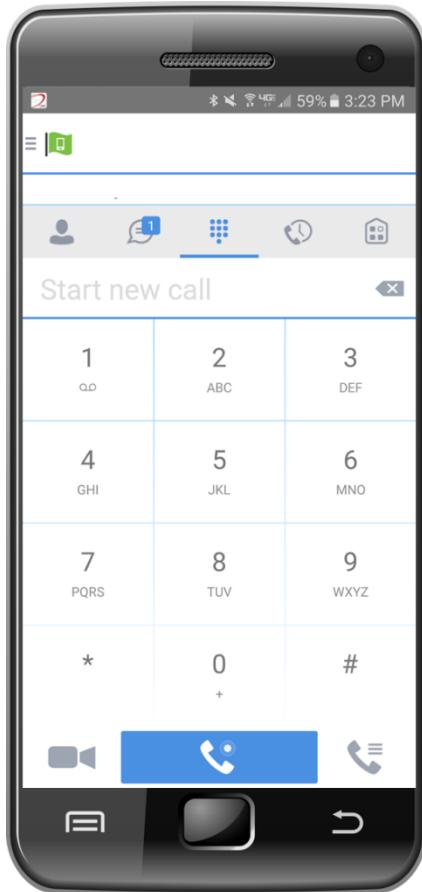 4GE 59% 3:23 PM
1
Start new call
1 2 3
ABC DEF
4 5 6
GHI JKL MNO
7 8 9
PQRS TUV WXYZ
* 0 #
+